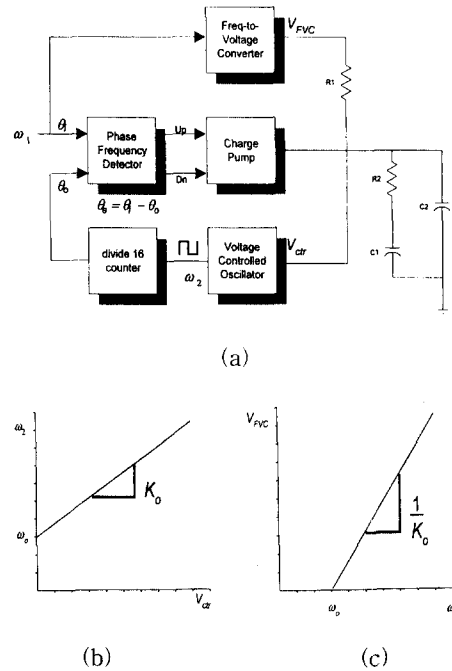 Freq-to-
Voltage
Converter
V_FVC
R1
ω₁
θᵢ
Phase
Frequency
Detector
Up
Dn
Charge
Pump
θₒ
θₑ = θᵢ − θₒ
R2
C2
C1
divide 16
counter
ω₂
Voltage
Controlled
Oscillator
V_ctr
(a)
ω₂
Kₒ
ωₒ
V_ctr
(b)
V_FVC
1
Kₒ
ωₒ
(c)